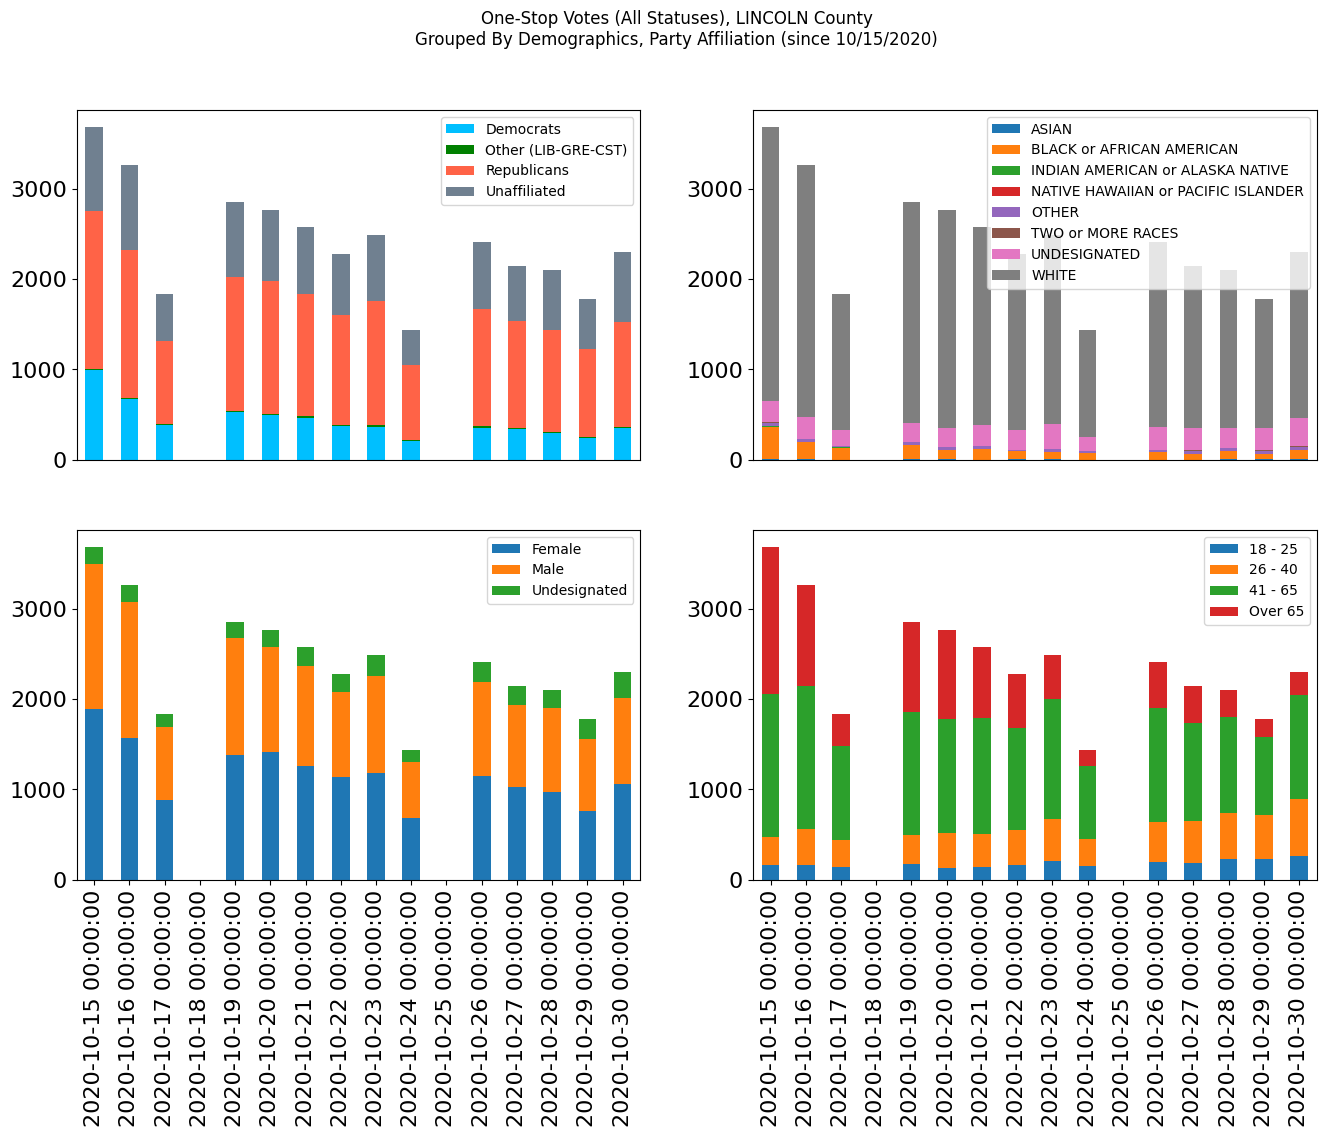 One-Stop Votes (All Statuses), LINCOLN County
Grouped By Demographics, Party Affiliation (since 10/15/2020)
3000
2000
1000
0
Democrats
Other (LIB-GRE-CST)
Republicans
Unaffiliated
3000
2000
1000
0
ASIAN
BLACK or AFRICAN AMERICAN
INDIAN AMERICAN or ALASKA NATIVE
NATIVE HAWAIIAN or PACIFIC ISLANDER
OTHER
TWO or MORE RACES
UNDESIGNATED
WHITE
3000
2000
1000
0
Female
Male
Undesignated
2020-10-15 00:00:00
2020-10-16 00:00:00
2020-10-17 00:00:00
2020-10-18 00:00:00
2020-10-19 00:00:00
2020-10-20 00:00:00
2020-10-21 00:00:00
2020-10-22 00:00:00
2020-10-23 00:00:00
2020-10-24 00:00:00
2020-10-25 00:00:00
2020-10-26 00:00:00
2020-10-27 00:00:00
2020-10-28 00:00:00
2020-10-29 00:00:00
2020-10-30 00:00:00
3000
2000
1000
0
18 - 25
26 - 40
41 - 65
Over 65
2020-10-15 00:00:00
2020-10-16 00:00:00
2020-10-17 00:00:00
2020-10-18 00:00:00
2020-10-19 00:00:00
2020-10-20 00:00:00
2020-10-21 00:00:00
2020-10-22 00:00:00
2020-10-23 00:00:00
2020-10-24 00:00:00
2020-10-25 00:00:00
2020-10-26 00:00:00
2020-10-27 00:00:00
2020-10-28 00:00:00
2020-10-29 00:00:00
2020-10-30 00:00:00